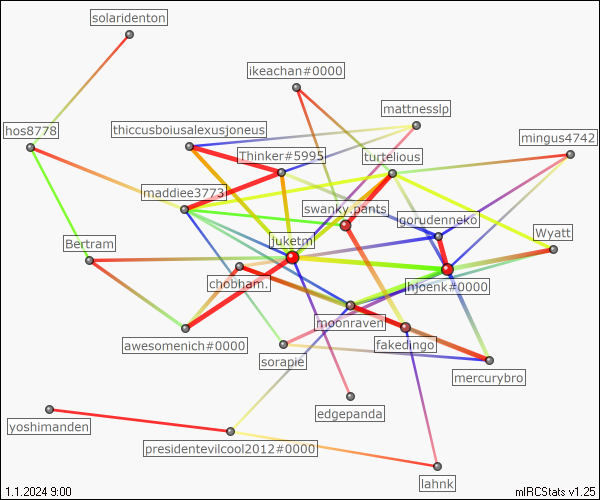 solaridenton
ikeachan#0000
mattnesslp
hos8778
thiccusboiusalexusjoneus
mingus4742
Thinker#5995
turtelious
maddiee3773
swanky.pants
gorudenneko
Bertram
juketm
Wyatt
chobham.
hjoenk#0000
moonraven
awesomenich#0000
fakedingo
sorapie
mercurybro
edgepanda
yoshimanden
presidentevilcool2012#0000
lahnk
1.1.2024 9:00
mIRCStats v1.25